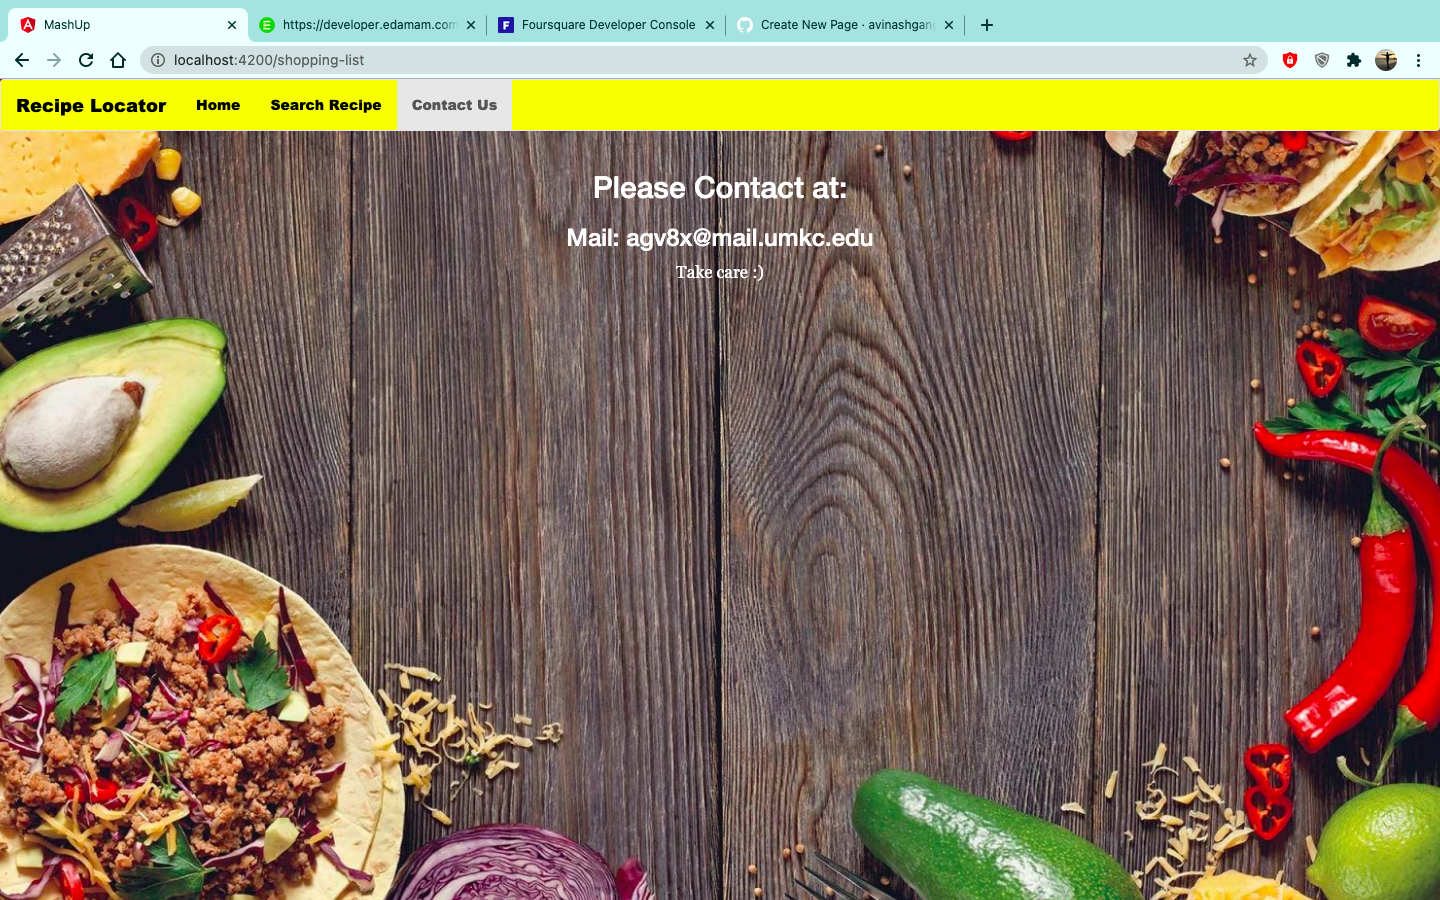 MashUp
https://developer.edamam.com
Foursquare Developer Console
Create New Page · avinashgan
localhost:4200/shopping-list
Recipe Locator Home Search Recipe Contact Us
Please Contact at:
Mail: agv8x@mail.umkc.edu
Take care :)